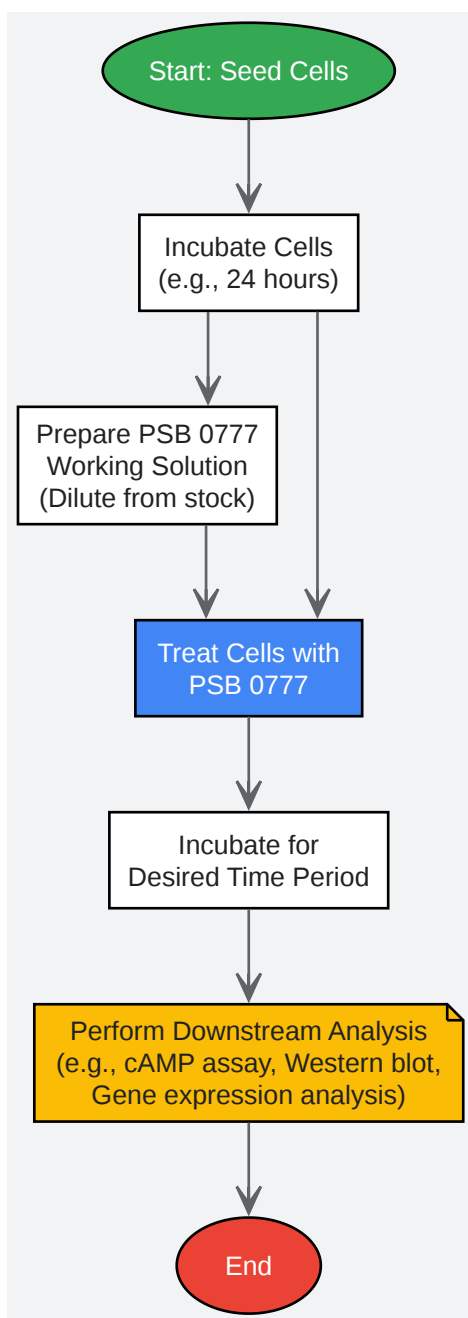 Start: Seed Cells
Incubate Cells
(e.g., 24 hours)
Prepare PSB 0777
Working Solution
(Dilute from stock)
Treat Cells with
PSB 0777
Incubate for
Desired Time Period
Perform Downstream Analysis
(e.g., cAMP assay, Western blot,
Gene expression analysis)
End